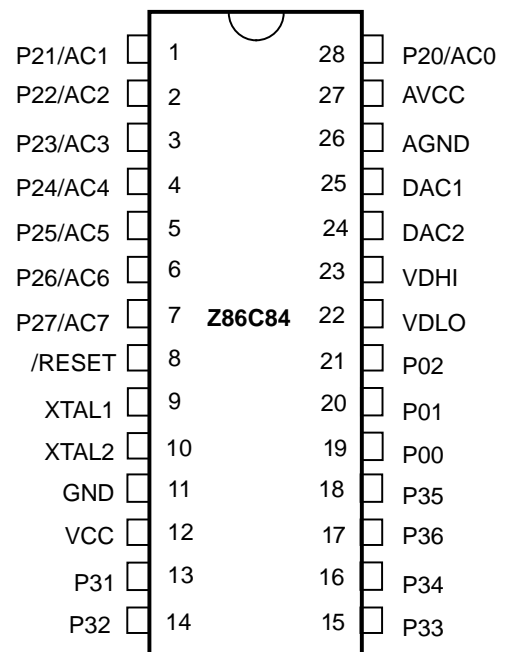 P21/AC1 1 28 P20/AC0
P22/AC2 2 27 AVCC
P23/AC3 3 26 AGND
P24/AC4 4 25 DAC1
P25/AC5 5 24 DAC2
P26/AC6 6 23 VDHI
P27/AC7 7 Z86C84 22 VDLO
/RESET 8 21 P02
XTAL1 9 20 P01
XTAL2 10 19 P00
GND 11 18 P35
VCC 12 17 P36
P31 13 16 P34
P32 14 15 P33